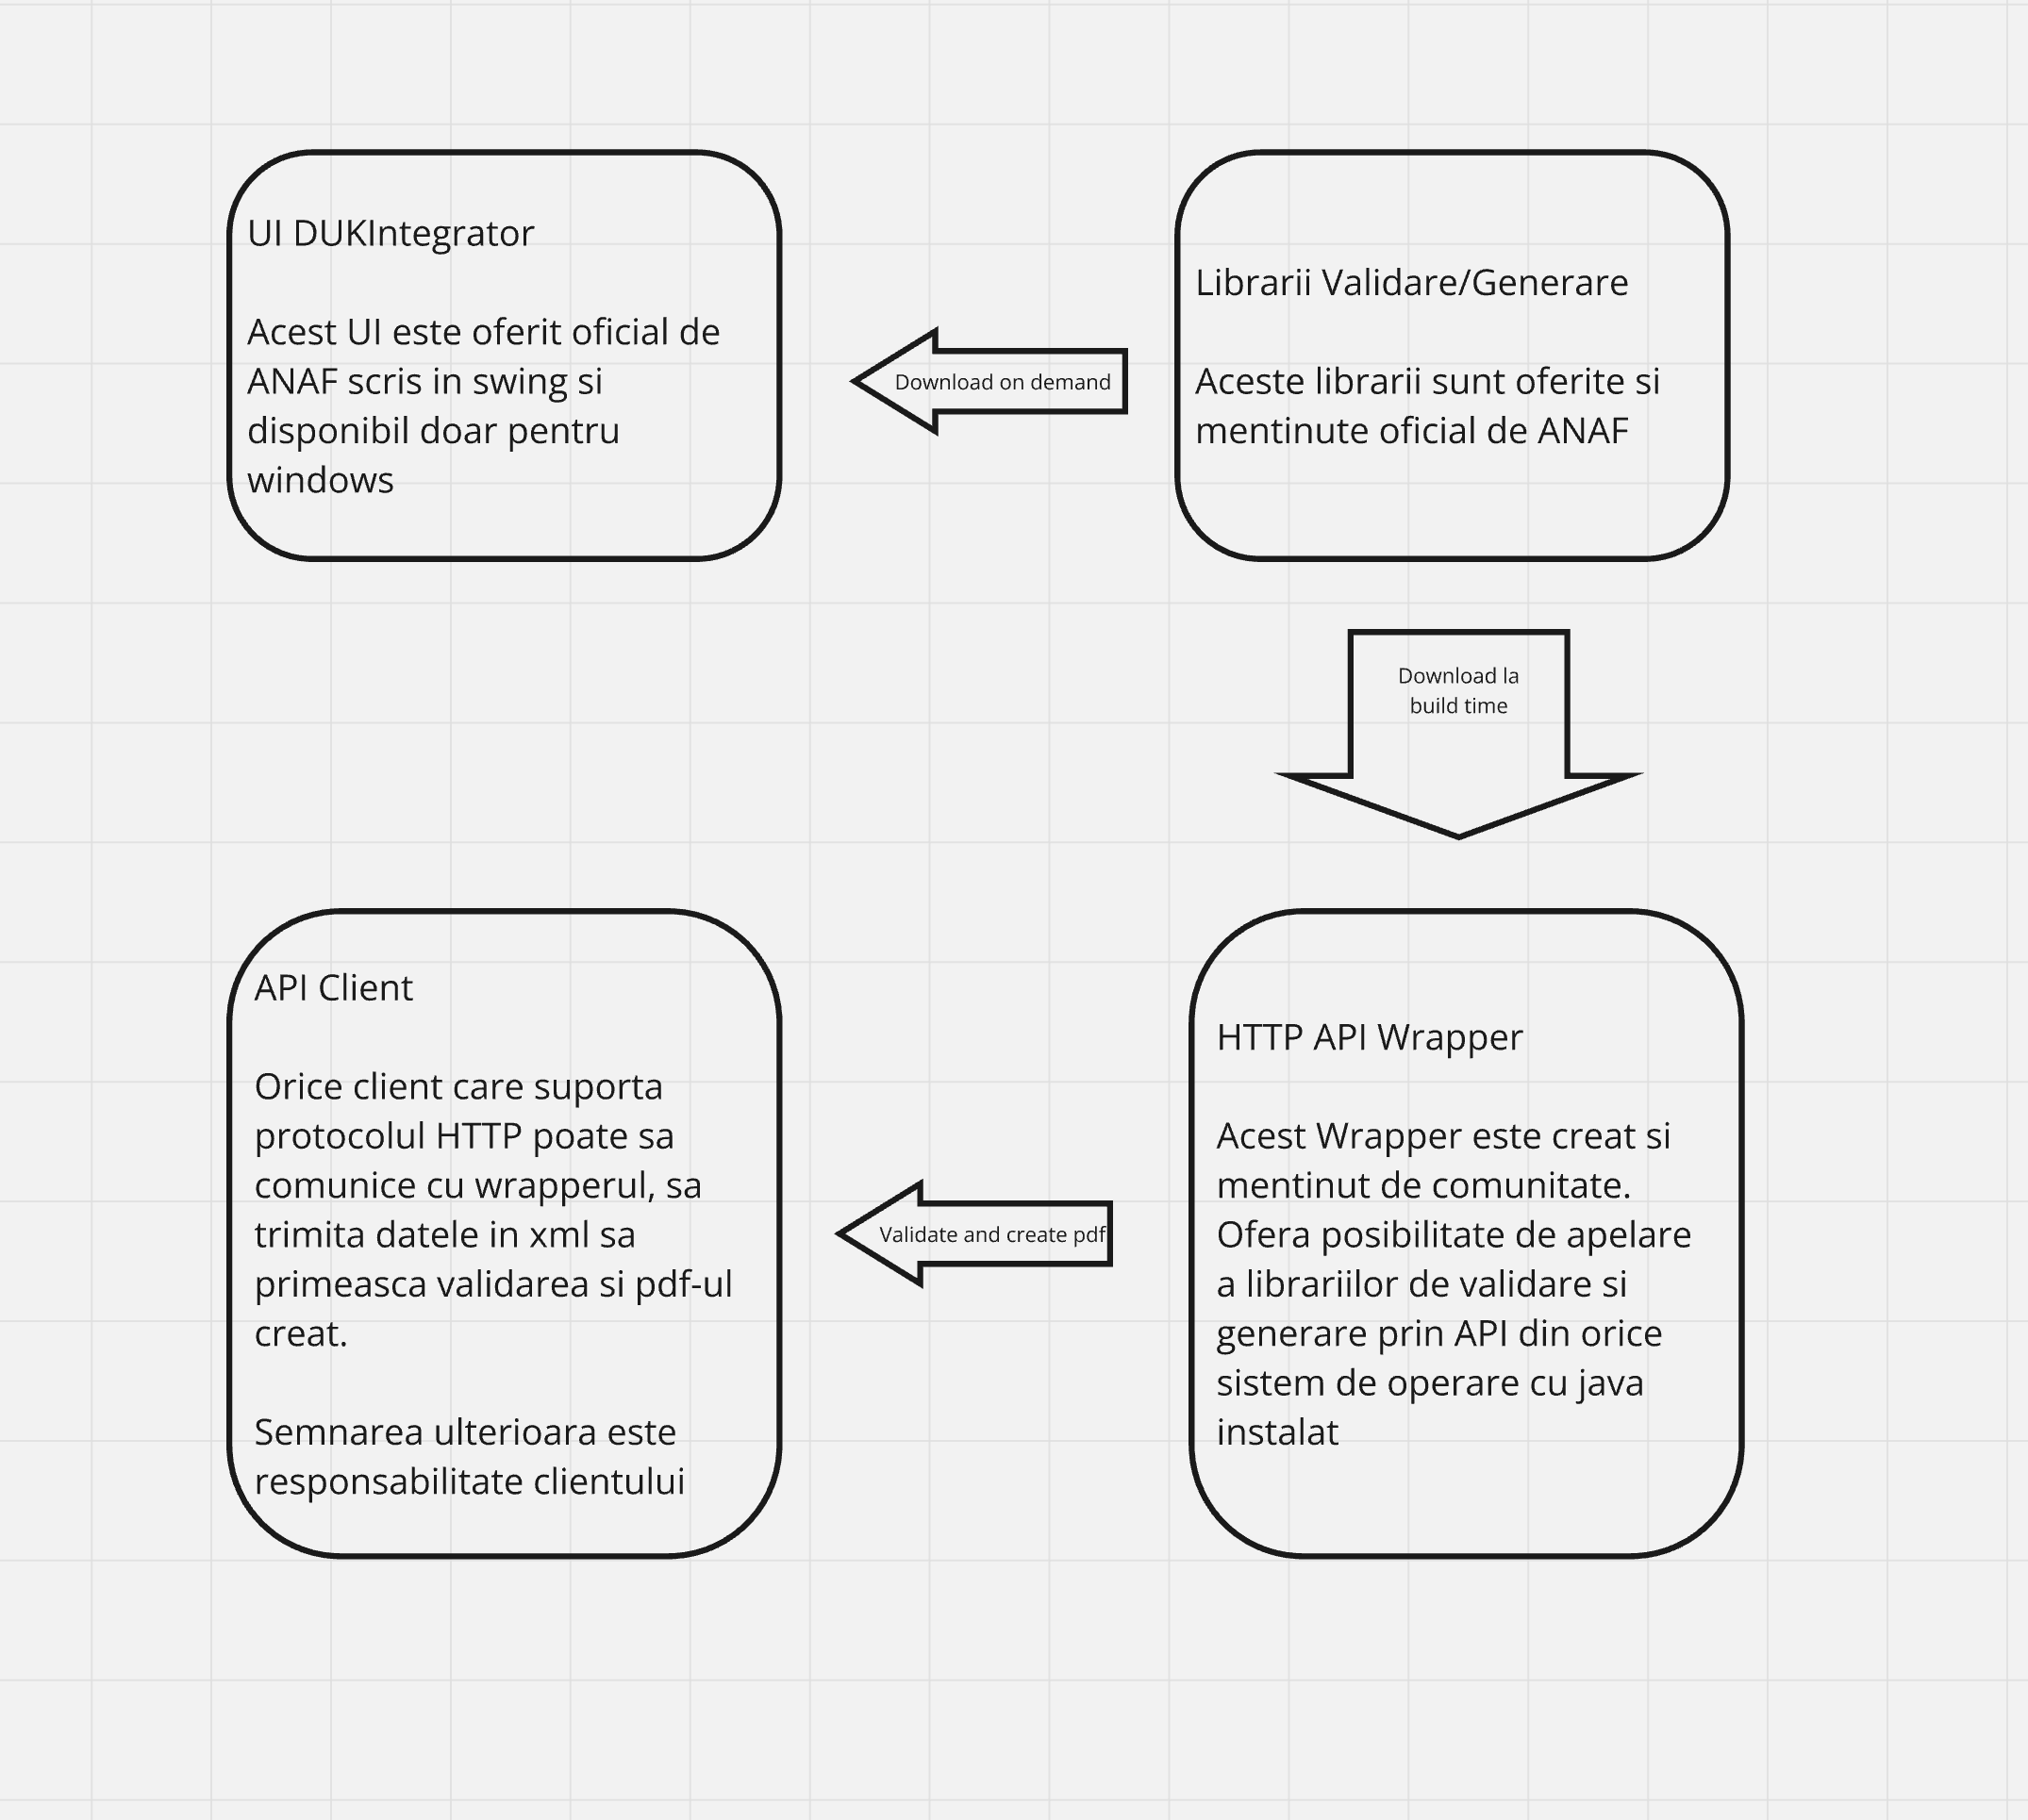 UI DUKIntegrator
Acest UI este oferit oficial de
ANAF scris in swing si
disponibil doar pentru
windows
Download on demand
Librarii Validare/Generare
Aceste librarii sunt oferite si
mentinute oficial de ANAF
Download la
build time
API Client
Orice client care suporta
protocolul HTTP poate sa
comunice cu wrapperul, sa
trimita datele in xml sa
primeasca validarea si pdf-ul
creat.
Semnarea ulterioara este
responsabilitate clientului
Validate and create pdf
HTTP API Wrapper
Acest Wrapper este creat si
mentinut de comunitate.
Ofera posibilitate de apelare
a librariilor de validare si
generare prin API din orice
sistem de operare cu java
instalat